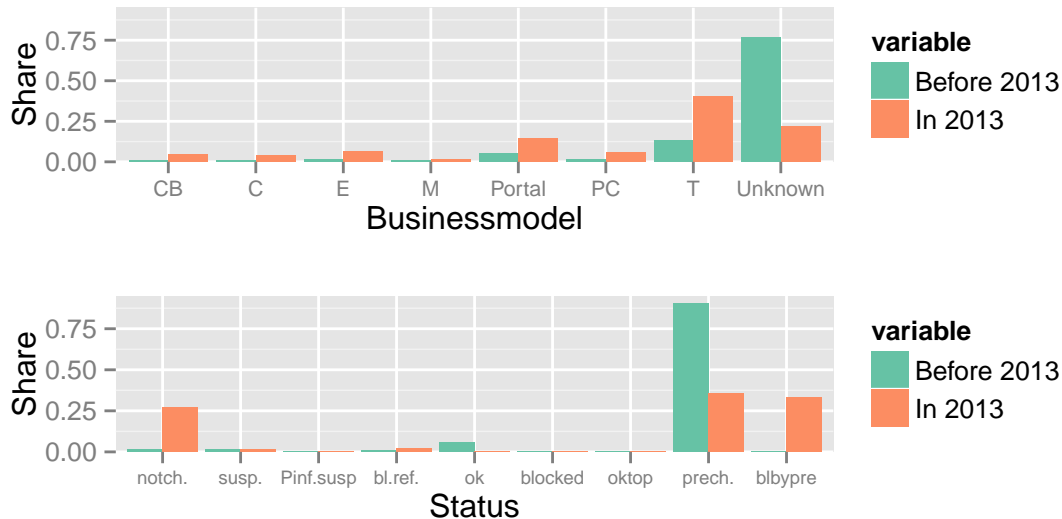 Share
0.75
0.50
0.25
0.00
CB C E M Portal PC T Unknown
Businessmodel
variable
Before 2013
In 2013
Share
0.75
0.50
0.25
0.00
notch. susp. Pinf.susp bl.ref. ok blocked oktop prech. blbypre
Status
variable
Before 2013
In 2013